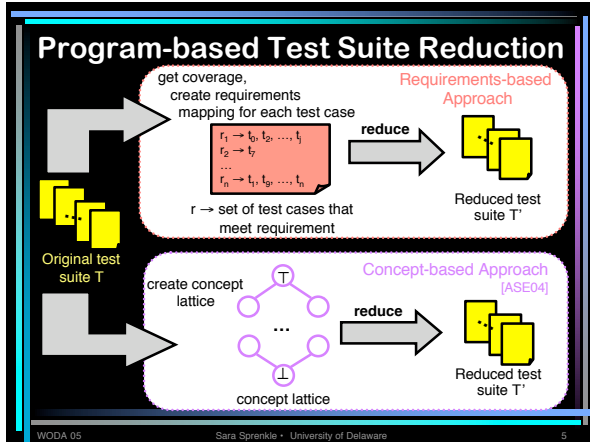 Program-based Test Suite Reduction
get coverage,
create requirements
mapping for each test case
Requirements-based
Approach
r1 → t0, t2, …, tj
r2 → t7
…
rn → t1, t9, …, tn
reduce
r → set of test cases that
meet requirement
Reduced test
suite T’
Original test
suite T
Concept-based Approach
[ASE04]
create concept
lattice
⊤
...
⊥
concept lattice
reduce
Reduced test
suite T’
WODA 05
Sara Sprenkle • University of Delaware
5